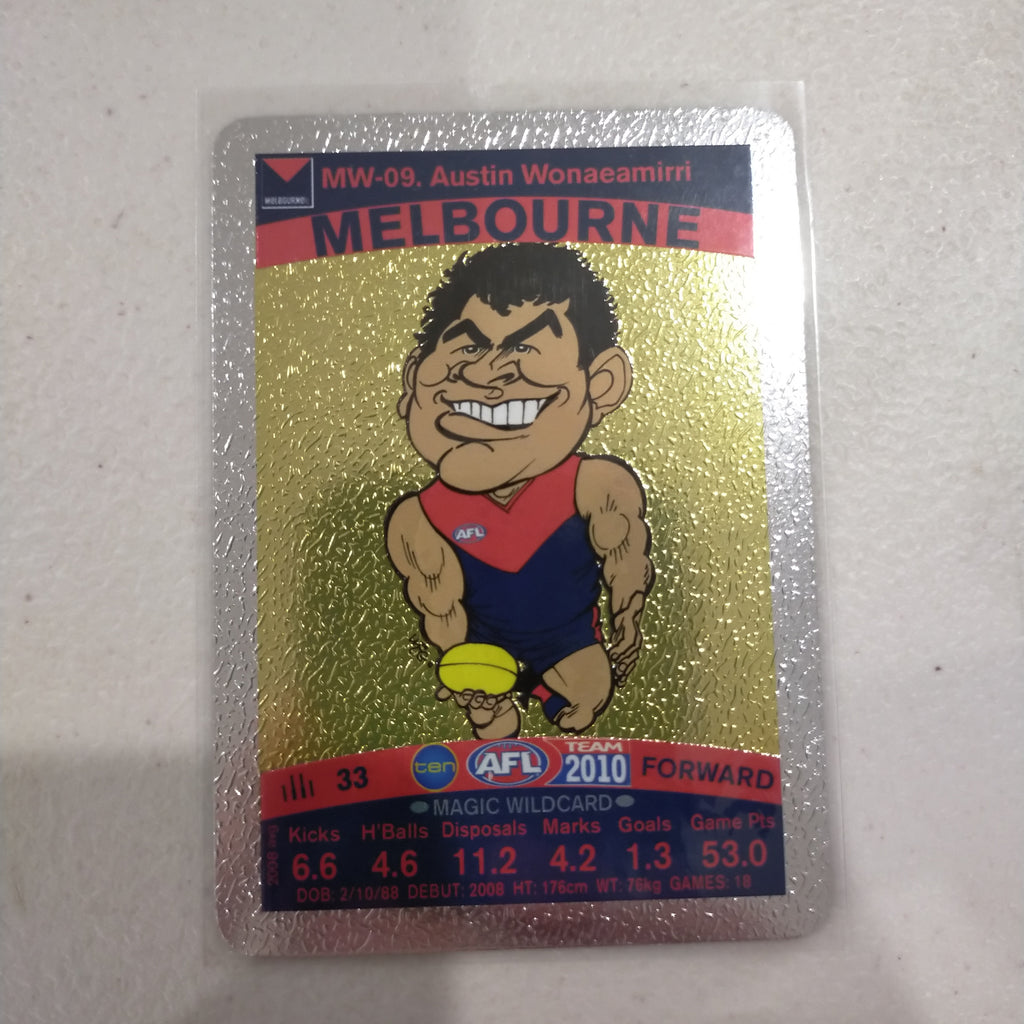 MW-09. Austin Wonaeamirri
MELBOURNE
AFL
33
ten
AFL
TEAM
2010
FORWARD
MAGIC WILDCARD
2008 avg
Kicks H'Balls Disposals Marks Goals Game Pts
6.6 4.6 11.2 4.2 1.3 53.0
DOB: 2/10/88 DEBUT: 2008 HT: 176cm WT: 76kg GAMES: 18